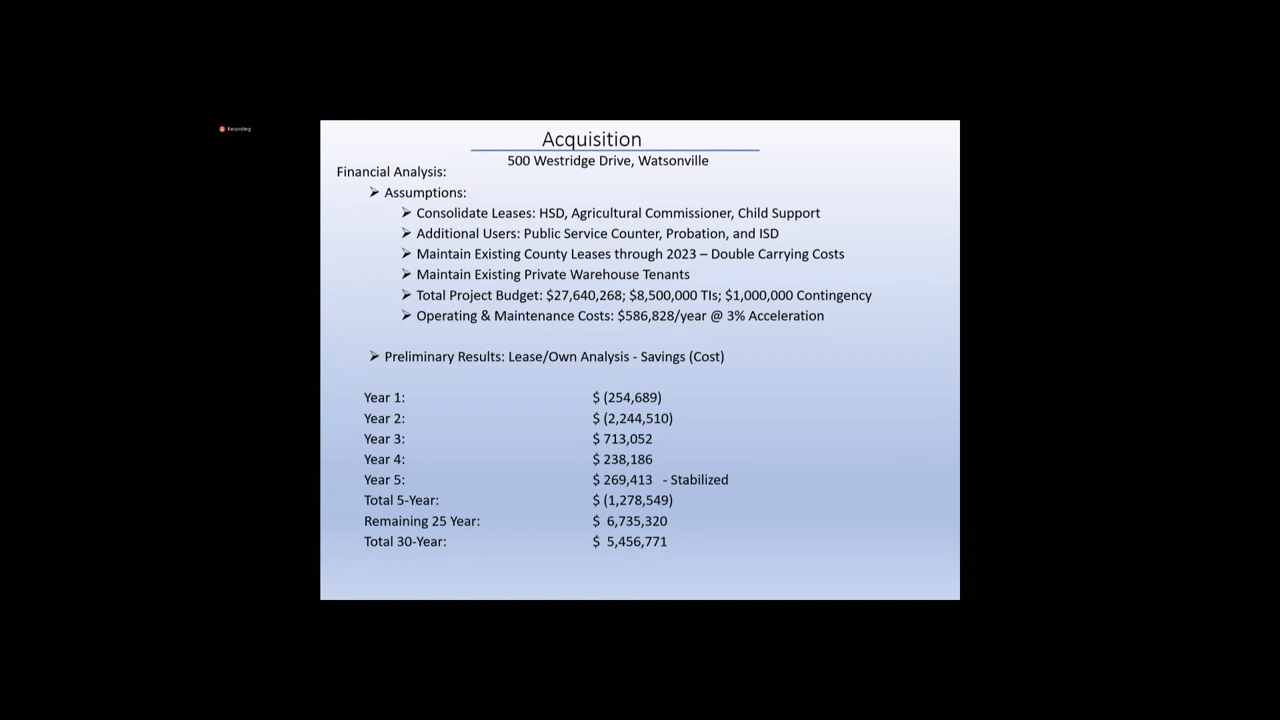 Recording
Acquisition
500 Westridge Drive, Watsonville
Financial Analysis:
➢ Assumptions:
➢ Consolidate Leases: HSD, Agricultural Commissioner, Child Support
➢ Additional Users: Public Service Counter, Probation, and ISD
➢ Maintain Existing County Leases through 2023 – Double Carrying Costs
➢ Maintain Existing Private Warehouse Tenants
➢ Total Project Budget: $27,640,268; $8,500,000 TIs; $1,000,000 Contingency
➢ Operating & Maintenance Costs: $586,828/year @ 3% Acceleration
➢ Preliminary Results: Lease/Own Analysis - Savings (Cost)
Year 1: $ (254,689)
Year 2: $ (2,244,510)
Year 3: $ 713,052
Year 4: $ 238,186
Year 5: $ 269,413 - Stabilized
Total 5-Year: $ (1,278,549)
Remaining 25 Year: $ 6,735,320
Total 30-Year: $ 5,456,771